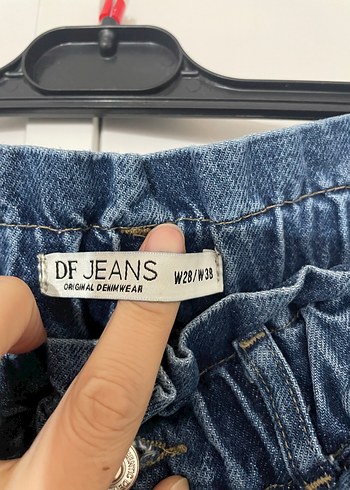 DF JEANS W28/W38
ORIGINAL DENIMWEAR